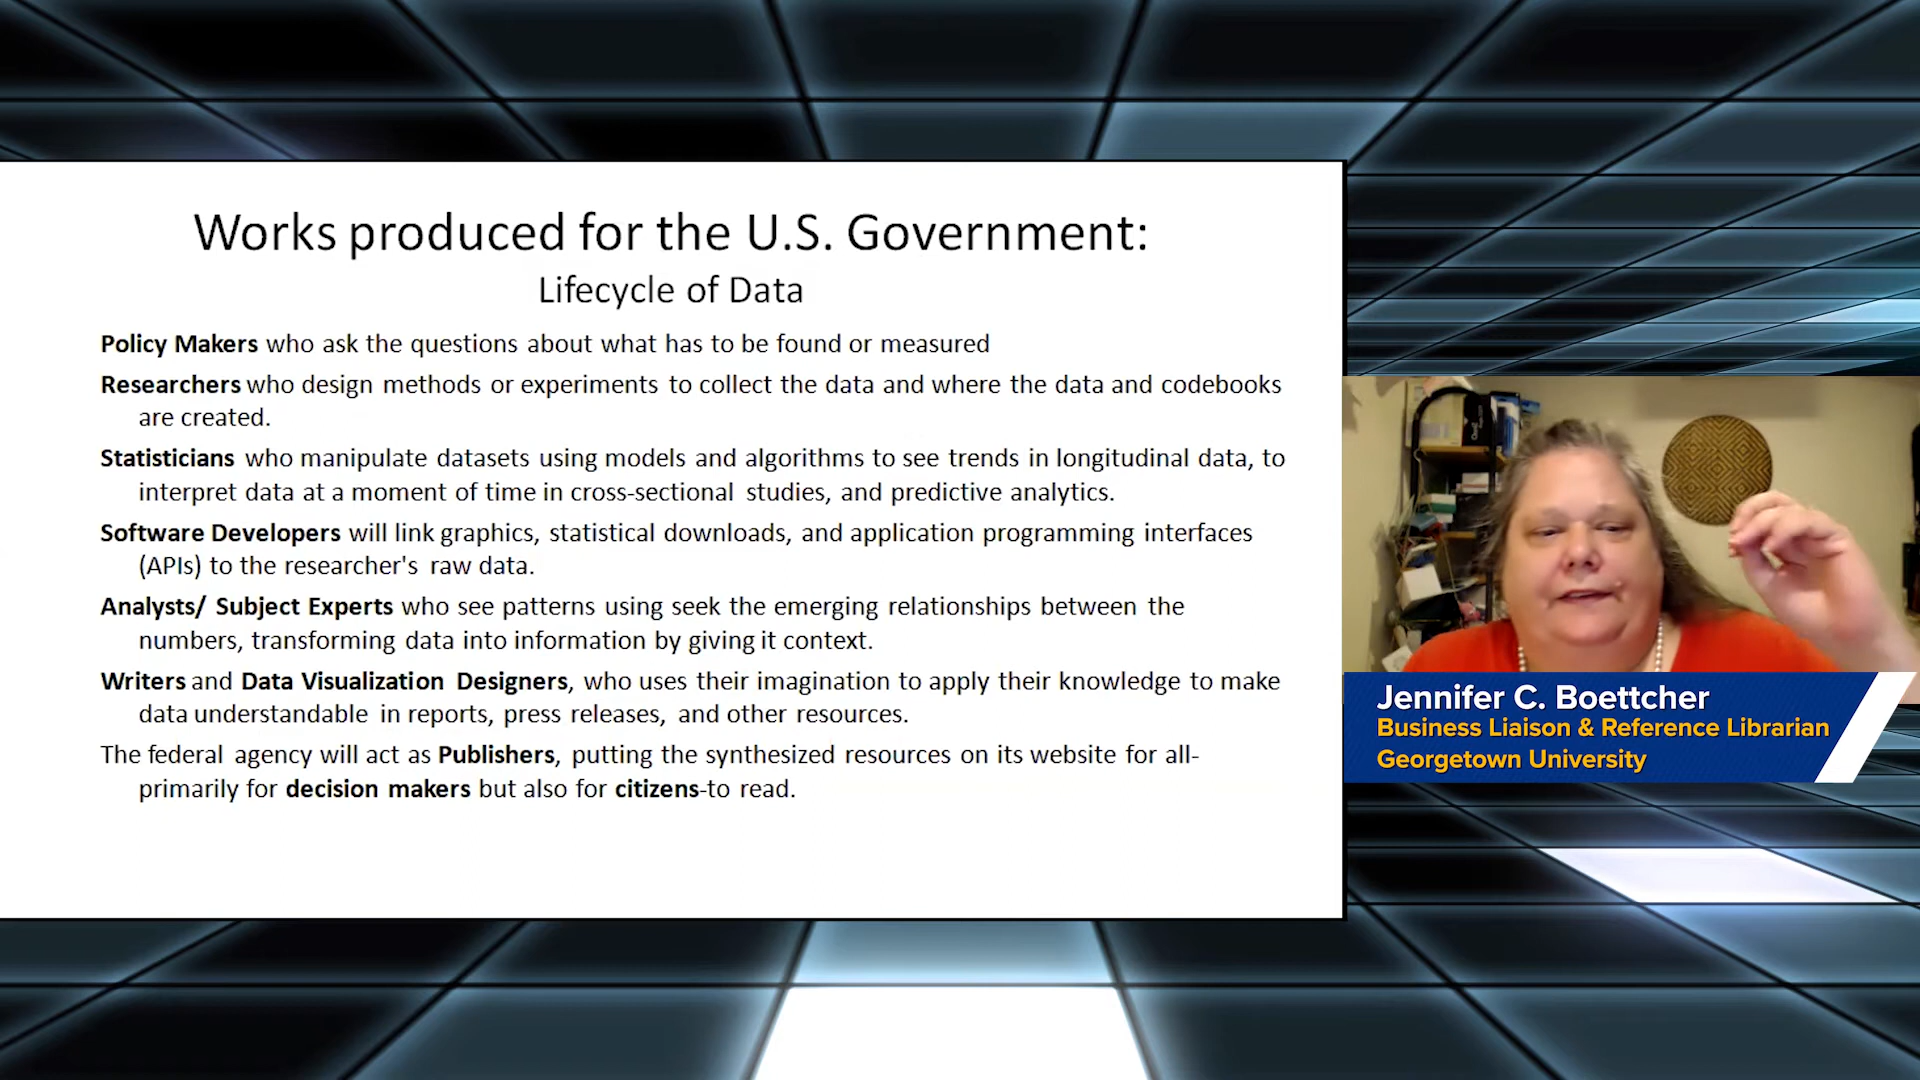 Works produced for the U.S. Government:
Lifecycle of Data
Policy Makers who ask the questions about what has to be found or measured
Researchers who design methods or experiments to collect the data and where the data and codebooks
are created.
Statisticians who manipulate datasets using models and algorithms to see trends in longitudinal data, to
interpret data at a moment of time in cross-sectional studies, and predictive analytics.
Software Developers will link graphics, statistical downloads, and application programming interfaces
(APIs) to the researcher's raw data.
Analysts/ Subject Experts who see patterns using seek the emerging relationships between the
numbers, transforming data into information by giving it context.
Writers and Data Visualization Designers, who uses their imagination to apply their knowledge to make
data understandable in reports, press releases, and other resources.
The federal agency will act as Publishers, putting the synthesized resources on its website for all-
primarily for decision makers but also for citizens-to read.
Jennifer C. Boettcher
Business Liaison & Reference Librarian
Georgetown University